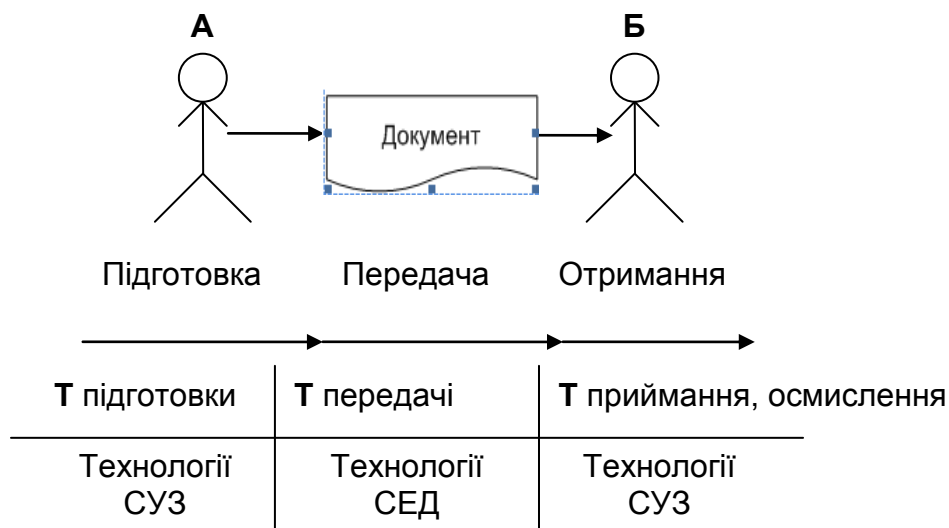 А Б
Документ
Підготовка Передача Отримання
Т підготовки Т передачі Т приймання, осмислення
Технології Технології Технології
СУЗ СЕД СУЗ